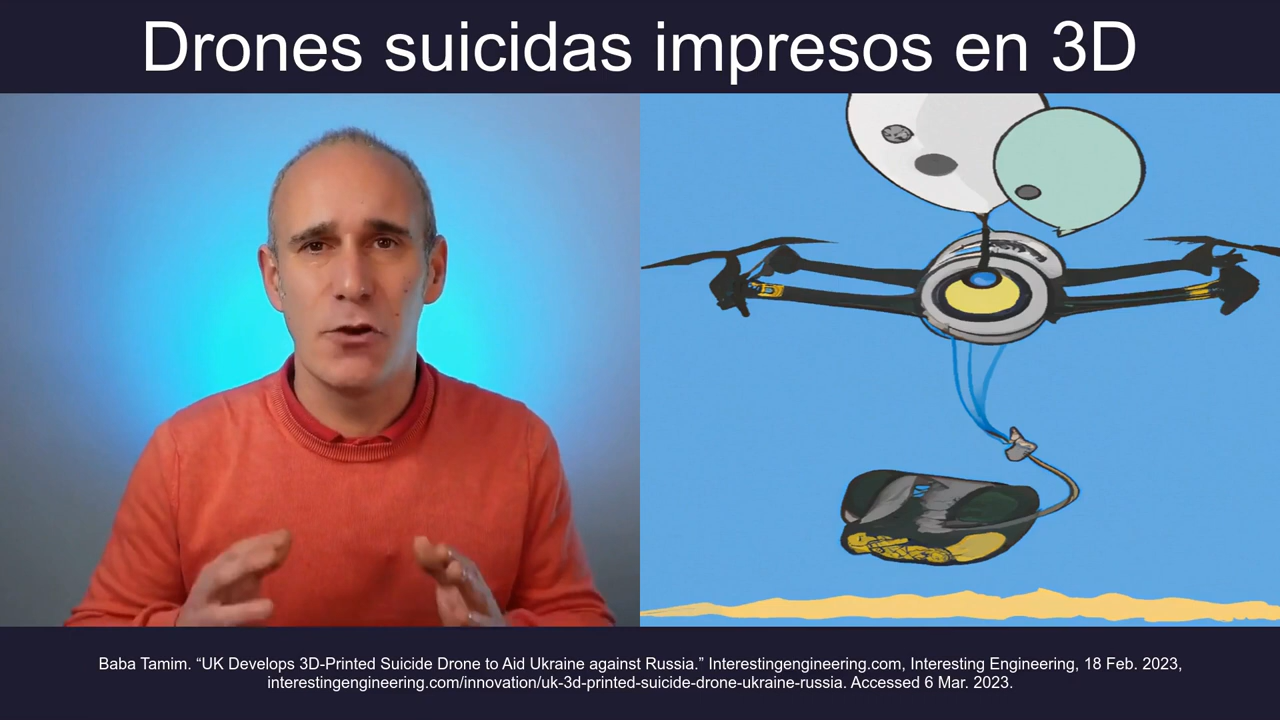 Drones suicidas impresos en 3D
Baba Tamim. “UK Develops 3D-Printed Suicide Drone to Aid Ukraine against Russia.” Interestingengineering.com, Interesting Engineering, 18 Feb. 2023,
interestingengineering.com/innovation/uk-3d-printed-suicide-drone-ukraine-russia. Accessed 6 Mar. 2023.